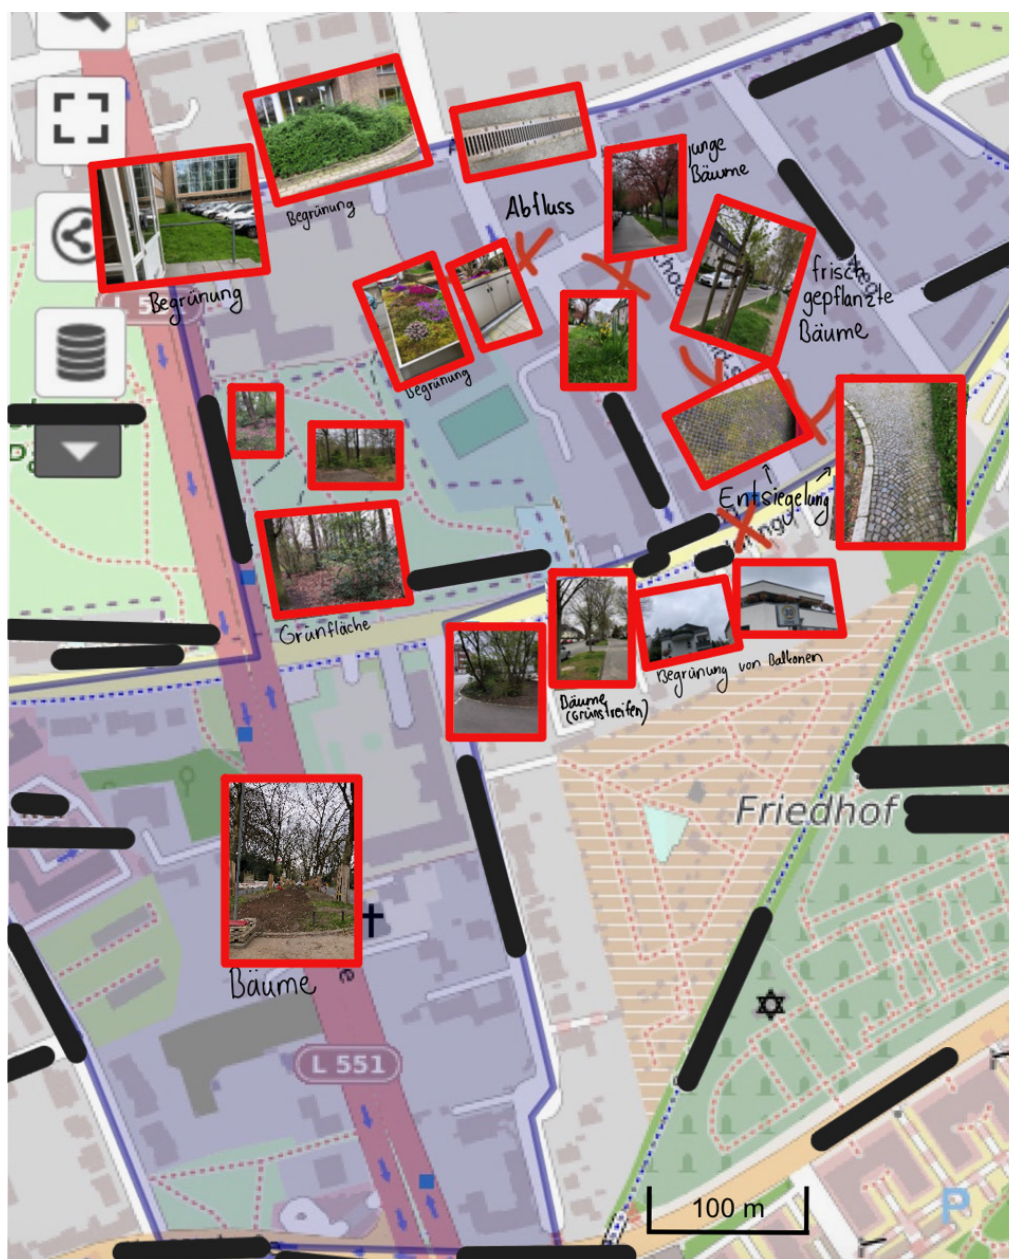 junge
Bäume
Abfluss
Begrünung
frisch
gepflanzte
Bäume
Begrünung
L 5
Begrünung
Entsiegelung
Grünfläche
Begrünung von Balkonen
Bäume
(Grünstreifen)
Friedhof
Bäume
L 551
100 m
P